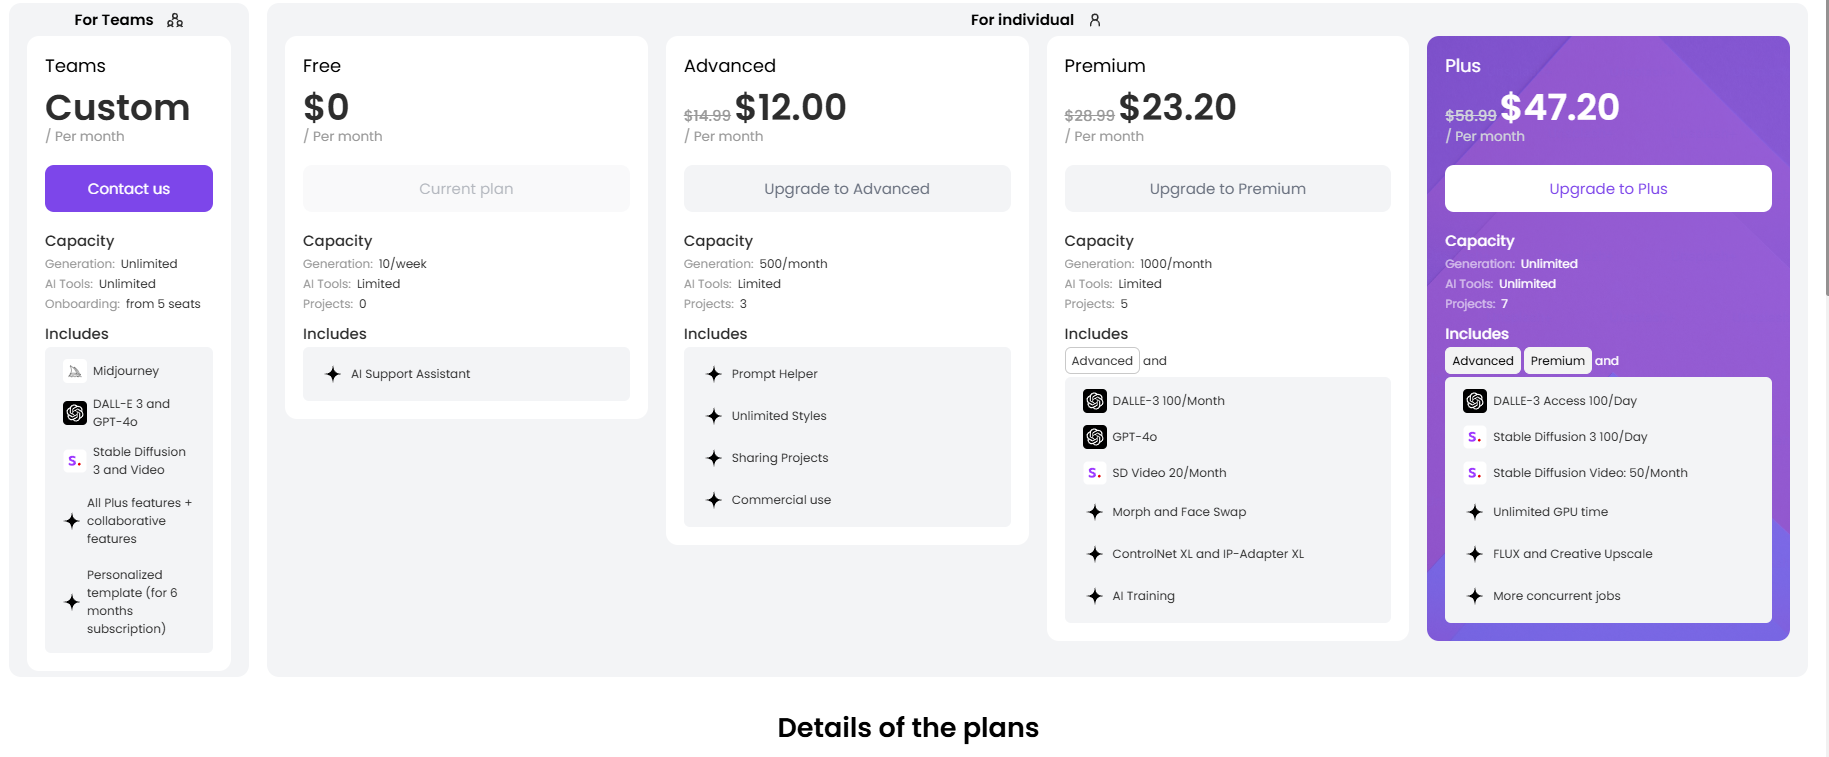 For Teams
Teams
Custom
/ Per month
Contact us
Capacity
Generation: Unlimited
AI Tools: Unlimited
Onboarding: from 5 seats
Includes
Midjourney
DALL-E 3 and
GPT-4o
S. Stable Diffusion
3 and Video
All Plus features +
collaborative
features
Personalized
template (for 6
months
subscription)
For individual
Free
$0
/ Per month
Current plan
Capacity
Generation: 10/week
AI Tools: Limited
Projects: 0
Includes
AI Support Assistant
Advanced
$14.99 $12.00
/ Per month
Upgrade to Advanced
Capacity
Generation: 500/month
AI Tools: Limited
Projects: 3
Includes
Prompt Helper
Unlimited Styles
Sharing Projects
Commercial use
Premium
$28.99 $23.20
/ Per month
Upgrade to Premium
Capacity
Generation: 1000/month
AI Tools: Limited
Projects: 5
Includes
Advanced and
DALLE-3 100/Month
GPT-4o
S. SD Video 20/Month
Morph and Face Swap
ControlNet XL and IP-Adapter XL
AI Training
Plus
$58.99 $47.20
/ Per month
Upgrade to Plus
Capacity
Generation: Unlimited
AI Tools: Unlimited
Projects: 7
Includes
Advanced Premium and
DALLE-3 Access 100/Day
S. Stable Diffusion 3 100/Day
S. Stable Diffusion Video: 50/Month
Unlimited GPU time
FLUX and Creative Upscale
More concurrent jobs
Details of the plans